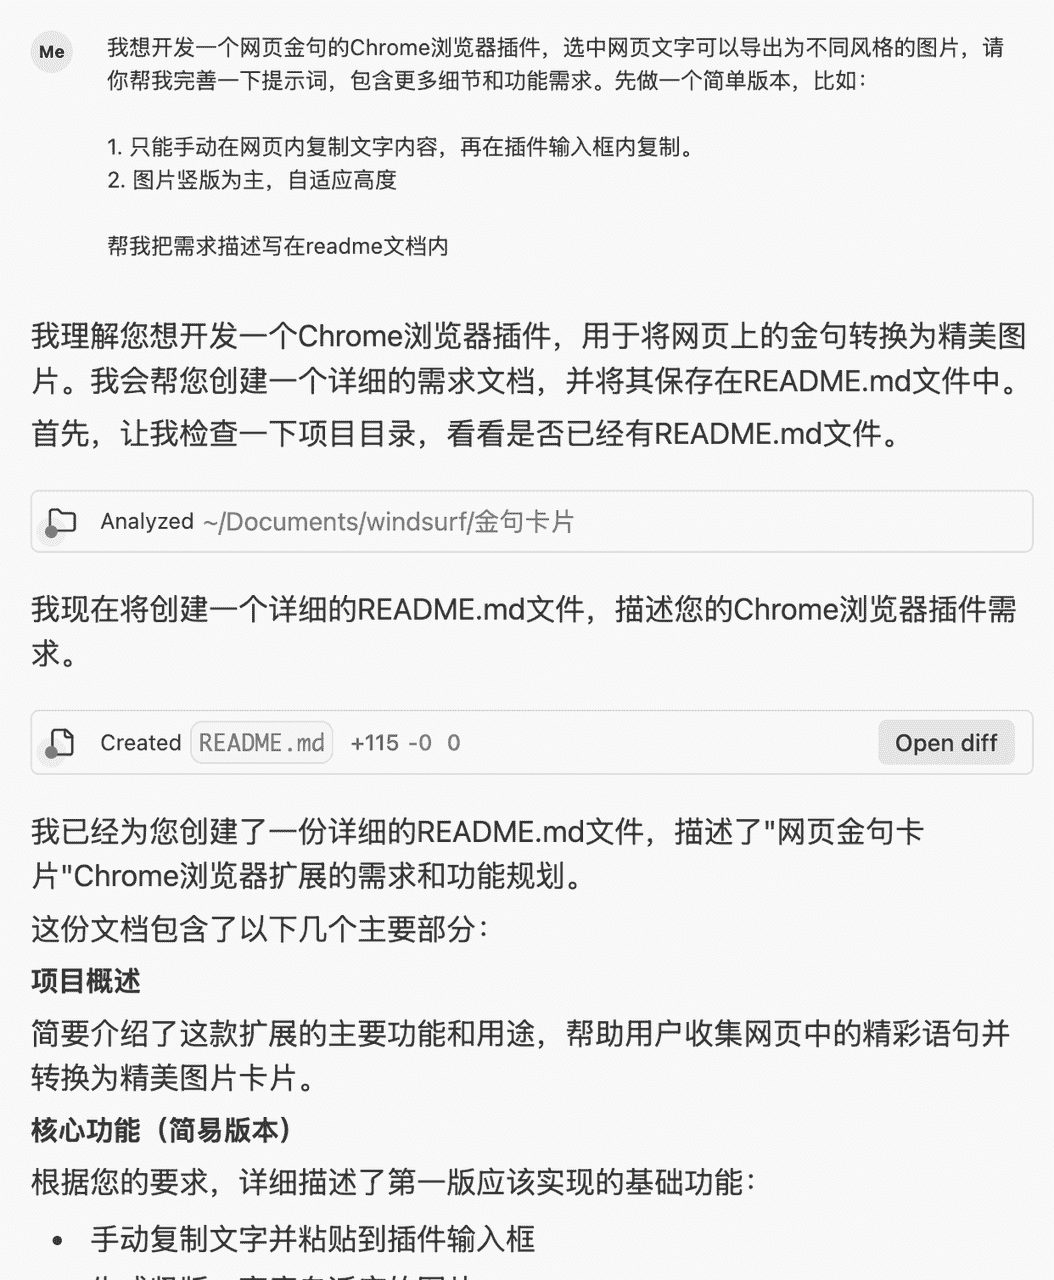 Me
我想开发一个网页金句的Chrome浏览器插件，选中网页文字可以导出为不同风格的图片，请
你帮我完善一下提示词，包含更多细节和功能需求。先做一个简单版本，比如：
1. 只能手动在网页内复制文字内容，再在插件输入框内复制。
2. 图片竖版为主，自适应高度
帮我把需求描述写在readme文档内
我理解您想开发一个Chrome浏览器插件，用于将网页上的金句转换为精美图
片。我会帮您创建一个详细的需求文档，并将其保存在README.md文件中。
首先，让我检查一下项目目录，看看是否已经有README.md文件。
Analyzed ~/Documents/windsurf/金句卡片
我现在将创建一个详细的README.md文件，描述您的Chrome浏览器插件需
求。
Created README.md +115 -0 0 Open diff
我已经为您创建了一份详细的README.md文件，描述了"网页金句卡
片"Chrome浏览器扩展的需求和功能规划。
这份文档包含了以下几个主要部分：
项目概述
简要介绍了这款扩展的主要功能和用途，帮助用户收集网页中的精彩语句并
转换为精美图片卡片。
核心功能（简易版本）
根据您的要求，详细描述了第一版应该实现的基础功能：
• 手动复制文字并粘贴到插件输入框